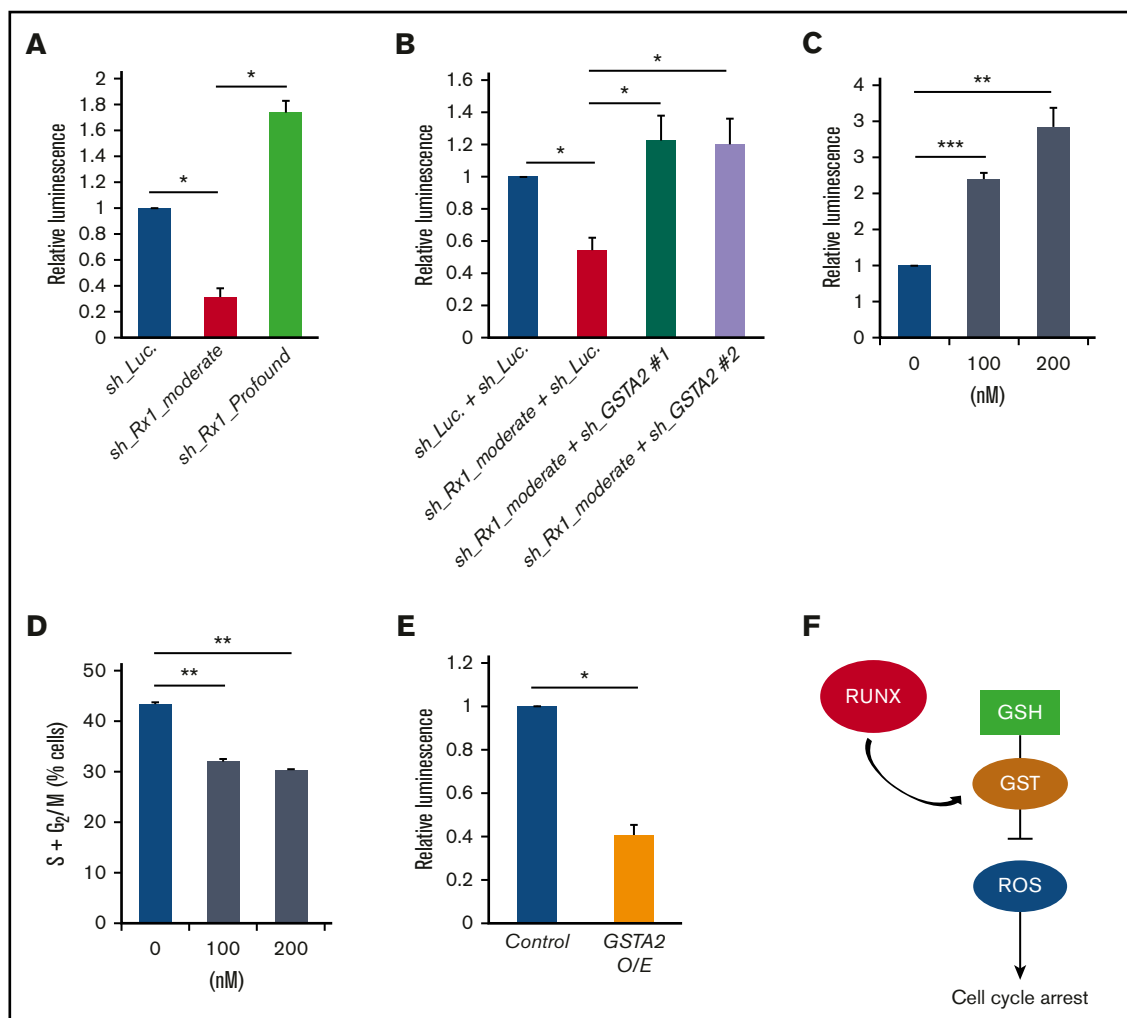 A
Relative luminescence
2
1.8
1.6
1.4
1.2
1
0.8
0.6
0.4
0.2
0
*
*
sh_Luc.
sh_Rx1_moderate
sh_Rx1_Profound
B
Relative luminescence
1.6
1.4
1.2
1.0
0.8
0.6
0.4
0.2
0
*
*
*
sh_Luc. + sh_Luc.
sh_Rx1_moderate + sh_Luc.
sh_Rx1_moderate + sh_GSTA2 #1
sh_Rx1_moderate + sh_GSTA2 #2
C
Relative luminescence
4
3
3
2
2
1
1
0
**
***
0 100 200
(nM)
D
S + G₂/M (% cells)
50
40
30
20
10
0
**
**
0 100 200
(nM)
E
Relative luminescence
1.2
1
0.8
0.6
0.4
0.2
0
*
Control
GSTA2
O/E
F
RUNX
GSH
GST
ROS
Cell cycle arrest